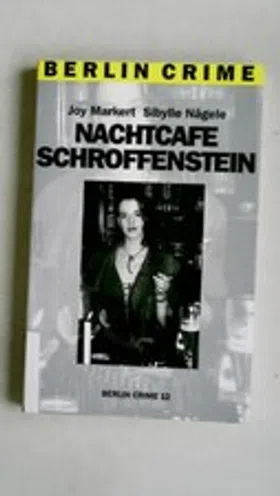 BERLIN CRIME
Joy Markert Sibylle Nägele
NACHTCAFE
SCHROFFENSTEIN
BERLIN CRIME 12